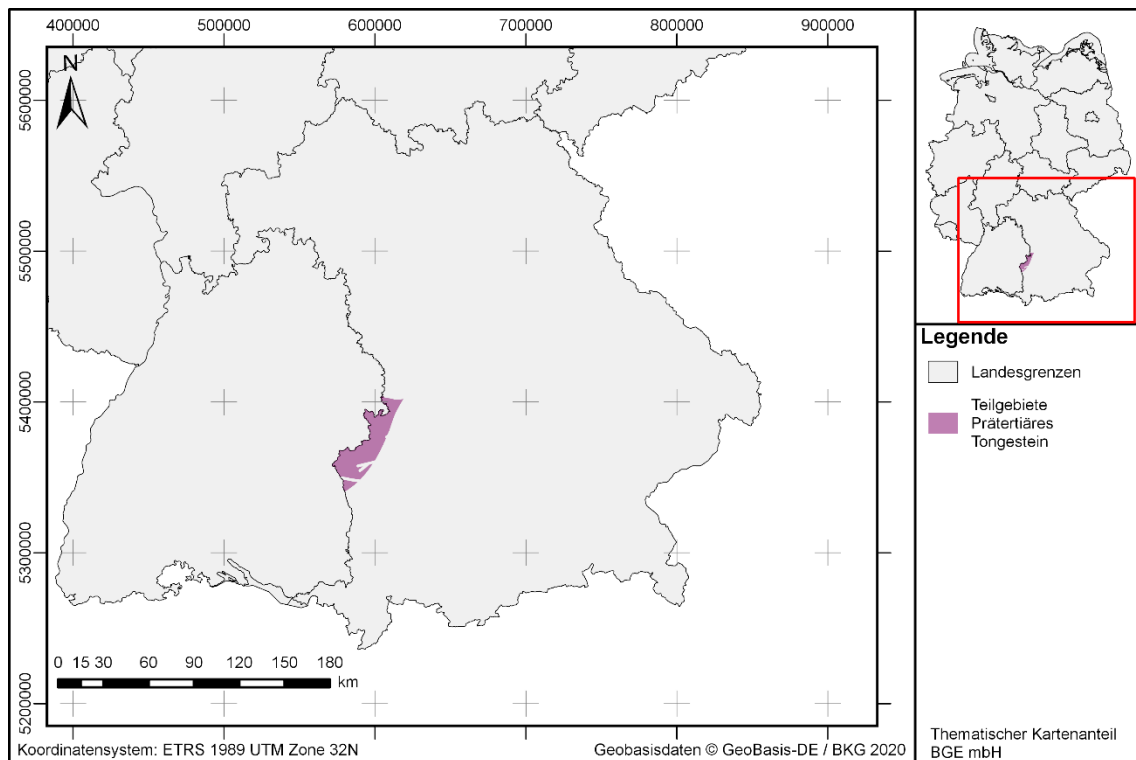 400000 500000 600000 700000 800000 900000
N
5600000
5500000
5400000
5300000
5200000
0 15 30 60 90 120 150 180
km
Koordinatensystem: ETRS 1989 UTM Zone 32N
Geobasisdaten © GeoBasis-DE / BKG 2020
Legende
Landesgrenzen
Teilgebiete
Prätertiäres
Tongestein
Thematischer Kartenanteil
BGE mbH